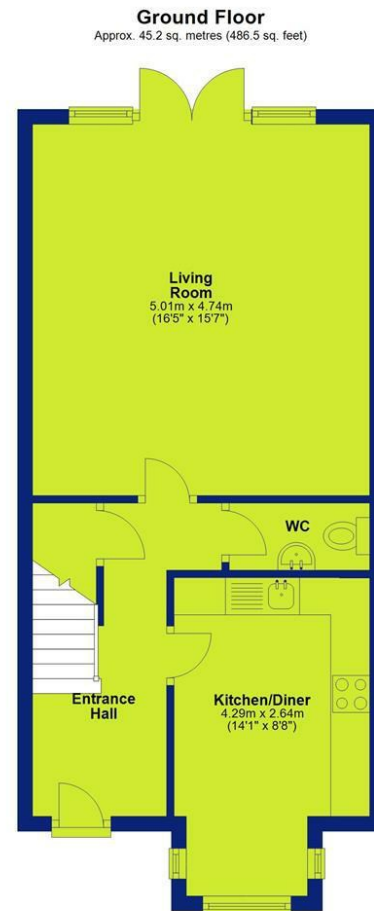 Ground Floor
Approx. 45.2 sq. metres (486.5 sq. feet)
Living
Room
5.01m x 4.74m
(16'5" x 15'7")
WC
Entrance
Hall
Kitchen/Diner
4.29m x 2.64m
(14'1" x 8'8")